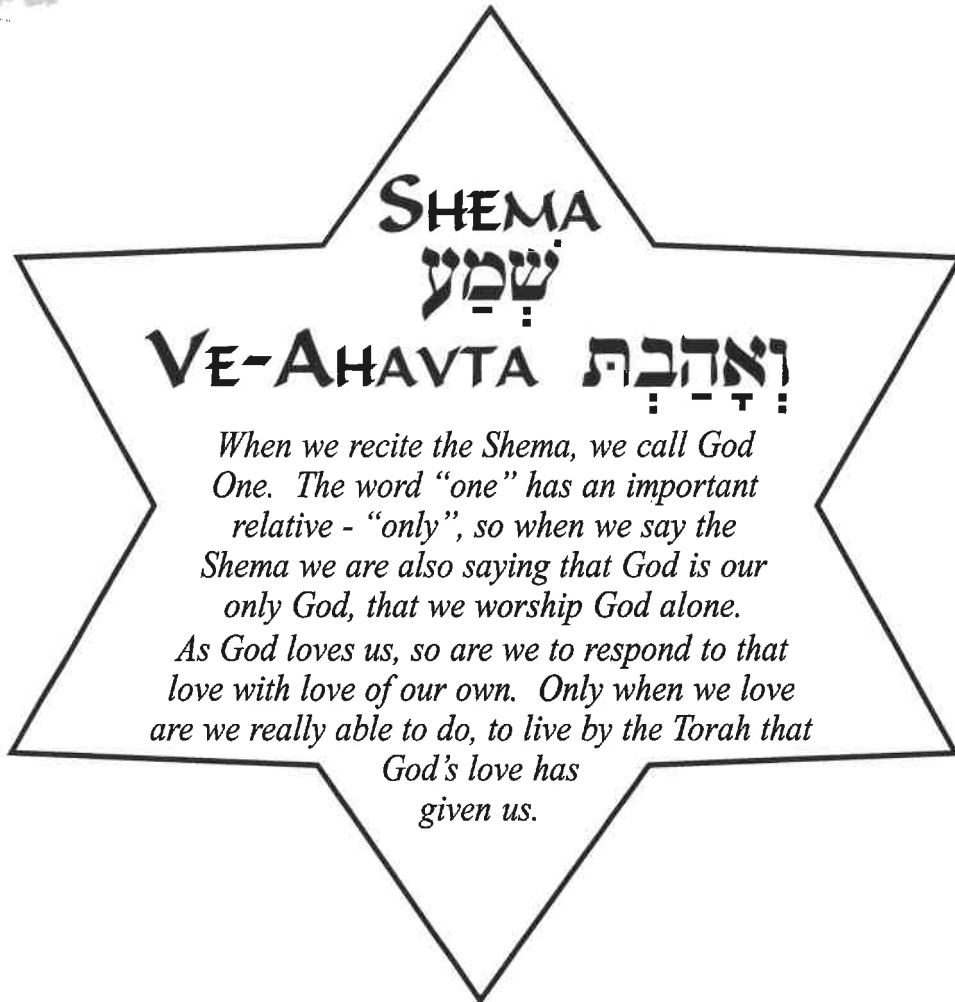 SHEMA
שְׁמַע
VE-AHAVTA וְאָהַבְתָּ
When we recite the Shema, we call God
One.  The word “one” has an important
relative - “only”, so when we say the
Shema we are also saying that God is our
only God, that we worship God alone.
As God loves us, so are we to respond to that
love with love of our own.  Only when we love
are we really able to do, to live by the Torah that
God’s love has
given us.